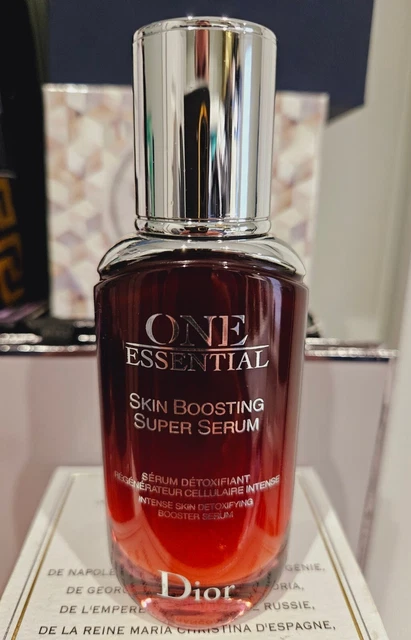 ONE
ESSENTIAL
SKIN BOOSTING
SUPER SERUM
SÉRUM DÉTOXIFIANT
RÉGÉNÉRATEUR CELLULAIRE INTENSE
INTENSE SKIN DETOXIFYING
BOOSTER SERUM
Dior
DE NAPOLE GENIE,
DE GEOR ORIA,
DE L'EMPERE RUSSIE,
DE LA REINE MARIA CHRISTINA D'ESPAGNE,